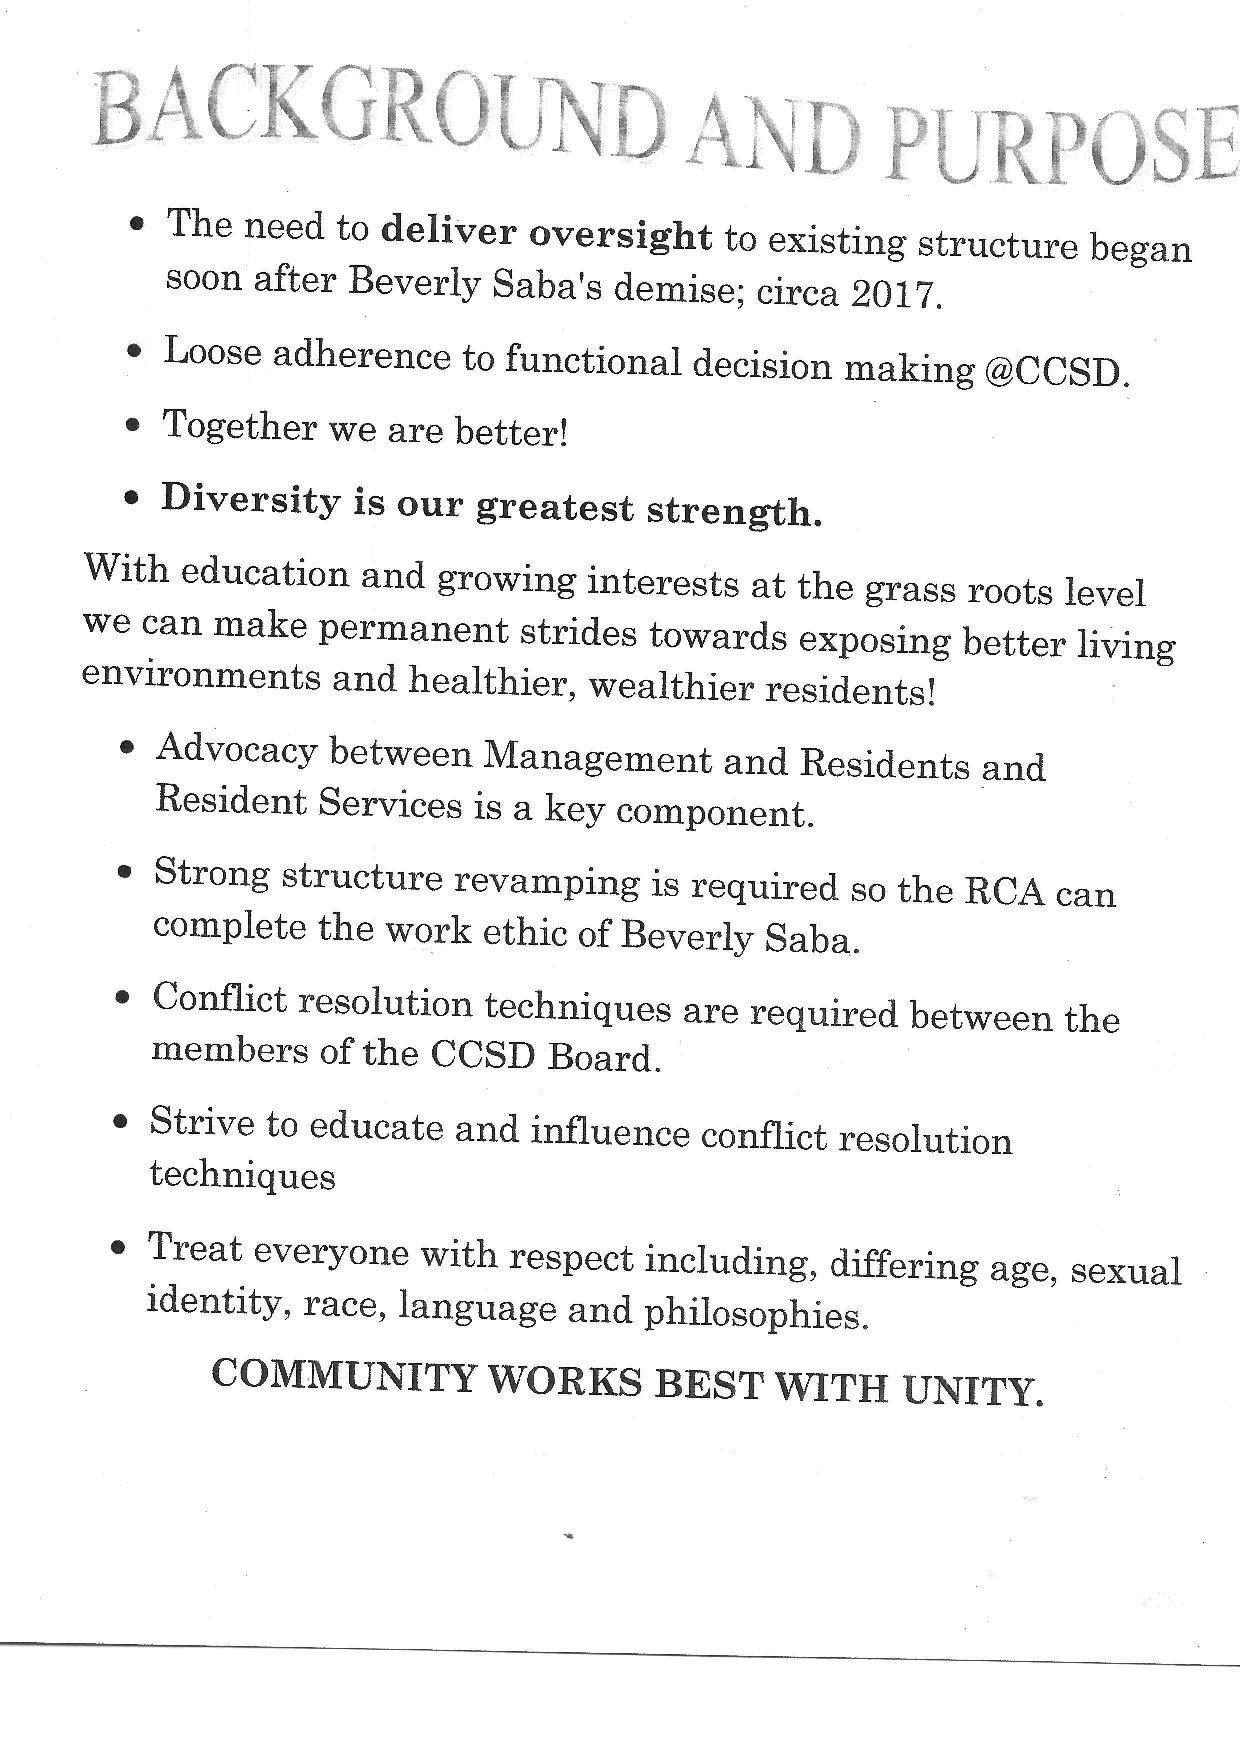 BACKGROUND AND PURPOSE
• The need to deliver oversight to existing structure began
soon after Beverly Saba's demise; circa 2017.
• Loose adherence to functional decision making @CCSD.
• Together we are better!
• Diversity is our greatest strength.
With education and growing interests at the grass roots level
we can make permanent strides towards exposing better living
environments and healthier, wealthier residents!
• Advocacy between Management and Residents and
Resident Services is a key component.
• Strong structure revamping is required so the RCA can
complete the work ethic of Beverly Saba.
• Conflict resolution techniques are required between the
members of the CCSD Board.
• Strive to educate and influence conflict resolution
techniques
• Treat everyone with respect including, differing age, sexual
identity, race, language and philosophies.
COMMUNITY WORKS BEST WITH UNITY.